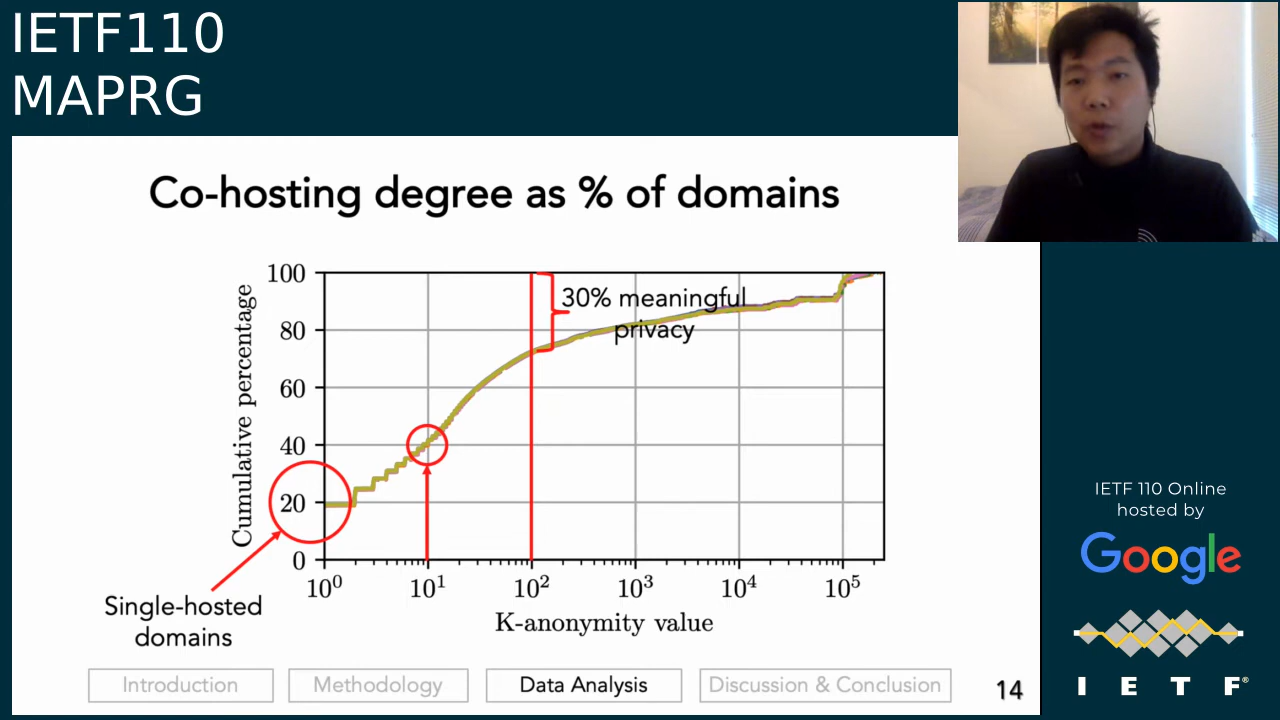 IETF110
MAPRG
Co-hosting degree as % of domains
Cumulative percentage
100
80
60
40
20
0
30% meaningful
privacy
10⁰
10¹
10²
10³
10⁴
10⁵
K-anonymity value
Single-hosted
domains
Introduction
Methodology
Data Analysis
Discussion & Conclusion
14
IETF 110 Online
hosted by
Google
I E T F®